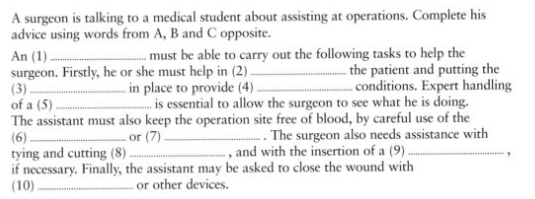 A surgeon is talking to a medical student about assisting at operations. Complete his
advice using words from A, B and C opposite.
An (1) ............................ must be able to carry out the following tasks to help the
surgeon. Firstly, he or she must help in (2) ............................ the patient and putting the
(3) ............................ in place to provide (4) ............................ conditions. Expert handling
of a (5) ............................ is essential to allow the surgeon to see what he is doing.
The assistant must also keep the operation site free of blood, by careful use of the
(6) ............................ or (7) ............................ . The surgeon also needs assistance with
tying and cutting (8) ............................ , and with the insertion of a (9) ............................ ,
if necessary. Finally, the assistant may be asked to close the wound with
(10) ............................ or other devices.